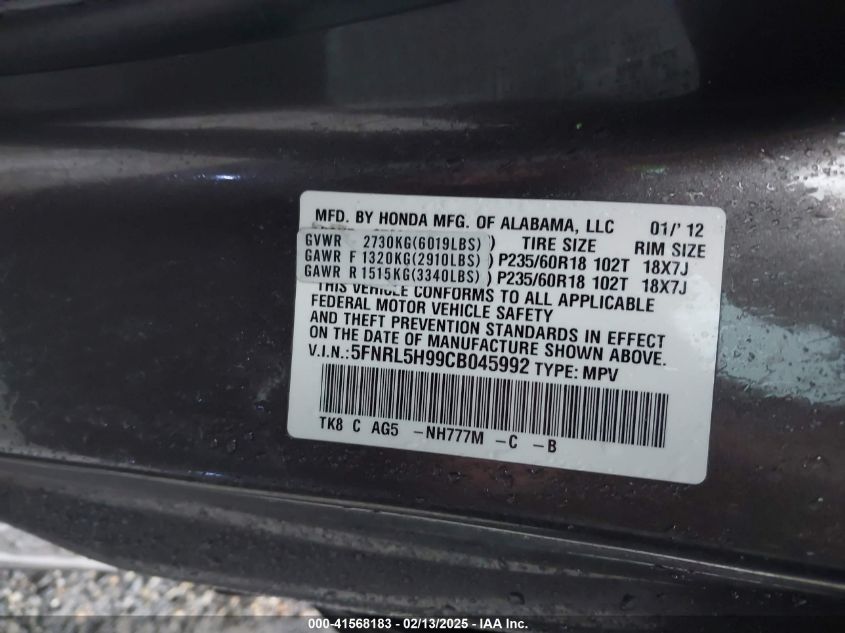 MFD. BY HONDA MFG. OF ALABAMA, LLC 01/' 12
GVWR 2730KG(6019LBS) ) TIRE SIZE RIM SIZE
GAWR F 1320KG(2910LBS) ) P235/60R18 102T 18X7J
GAWR R 1515KG(3340LBS) ) P235/60R18 102T 18X7J
THIS VEHICLE CONFORMS TO ALL APPLICABLE
FEDERAL MOTOR VEHICLE SAFETY
AND THEFT PREVENTION STANDARDS IN EFFECT
ON THE DATE OF MANUFACTURE SHOWN ABOVE.
V.I.N.:5FNRL5H99CB045992 TYPE: MPV
TK8 C AG5 -NH777M -C -B
000-41568183 - 02/13/2025 - IAA Inc.